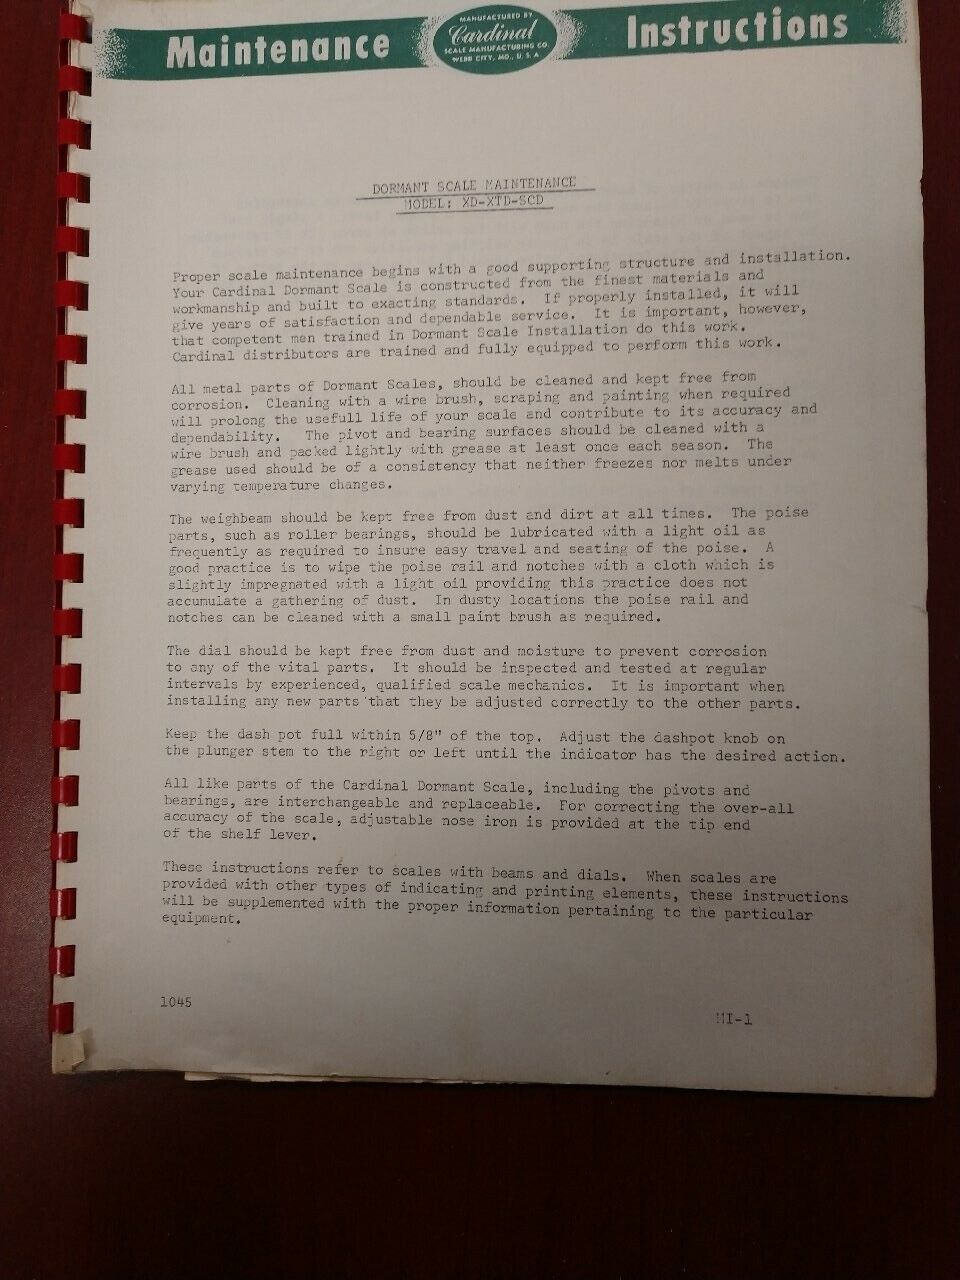 Maintenance
MANUFACTURED BY
Cardinal
SCALE MANUFACTURING CO.
WEBB CITY, MO., U. S. A
Instructions
DORMANT SCALE MAINTENANCE
MODEL: XD-XTD-SCD
Proper scale maintenance begins with a good supporting structure and installation.
Your Cardinal Dormant Scale is constructed from the finest materials and
workmanship and built to exacting standards. If properly installed, it will
give years of satisfaction and dependable service. It is important, however,
that competent men trained in Dormant Scale Installation do this work.
Cardinal distributors are trained and fully equipped to perform this work.
All metal parts of Dormant Scales, should be cleaned and kept free from
corrosion. Cleaning with a wire brush, scraping and painting when required
will prolong the usefull life of your scale and contribute to its accuracy and
dependability. The pivot and bearing surfaces should be cleaned with a
wire brush and packed lightly with grease at least once each season. The
grease used should be of a consistency that neither freezes nor melts under
varying temperature changes.
The weighbeam should be kept free from dust and dirt at all times. The poise
parts, such as roller bearings, should be lubricated with a light oil as
frequently as required to insure easy travel and seating of the poise. A
good practice is to wipe the poise rail and notches with a cloth which is
slightly impregnated with a light oil providing this practice does not
accumulate a gathering of dust. In dusty locations the poise rail and
notches can be cleaned with a small paint brush as required.
The dial should be kept free from dust and moisture to prevent corrosion
to any of the vital parts. It should be inspected and tested at regular
intervals by experienced, qualified scale mechanics. It is important when
installing any new parts that they be adjusted correctly to the other parts.
Keep the dash pot full within 5/8" of the top. Adjust the dashpot knob on
the plunger stem to the right or left until the indicator has the desired action.
All like parts of the Cardinal Dormant Scale, including the pivots and
bearings, are interchangeable and replaceable. For correcting the over-all
accuracy of the scale, adjustable nose iron is provided at the tip end
of the shelf lever.
These instructions refer to scales with beams and dials. When scales are
provided with other types of indicating and printing elements, these instructions
will be supplemented with the proper information pertaining to the particular
equipment.
1045
MI-1